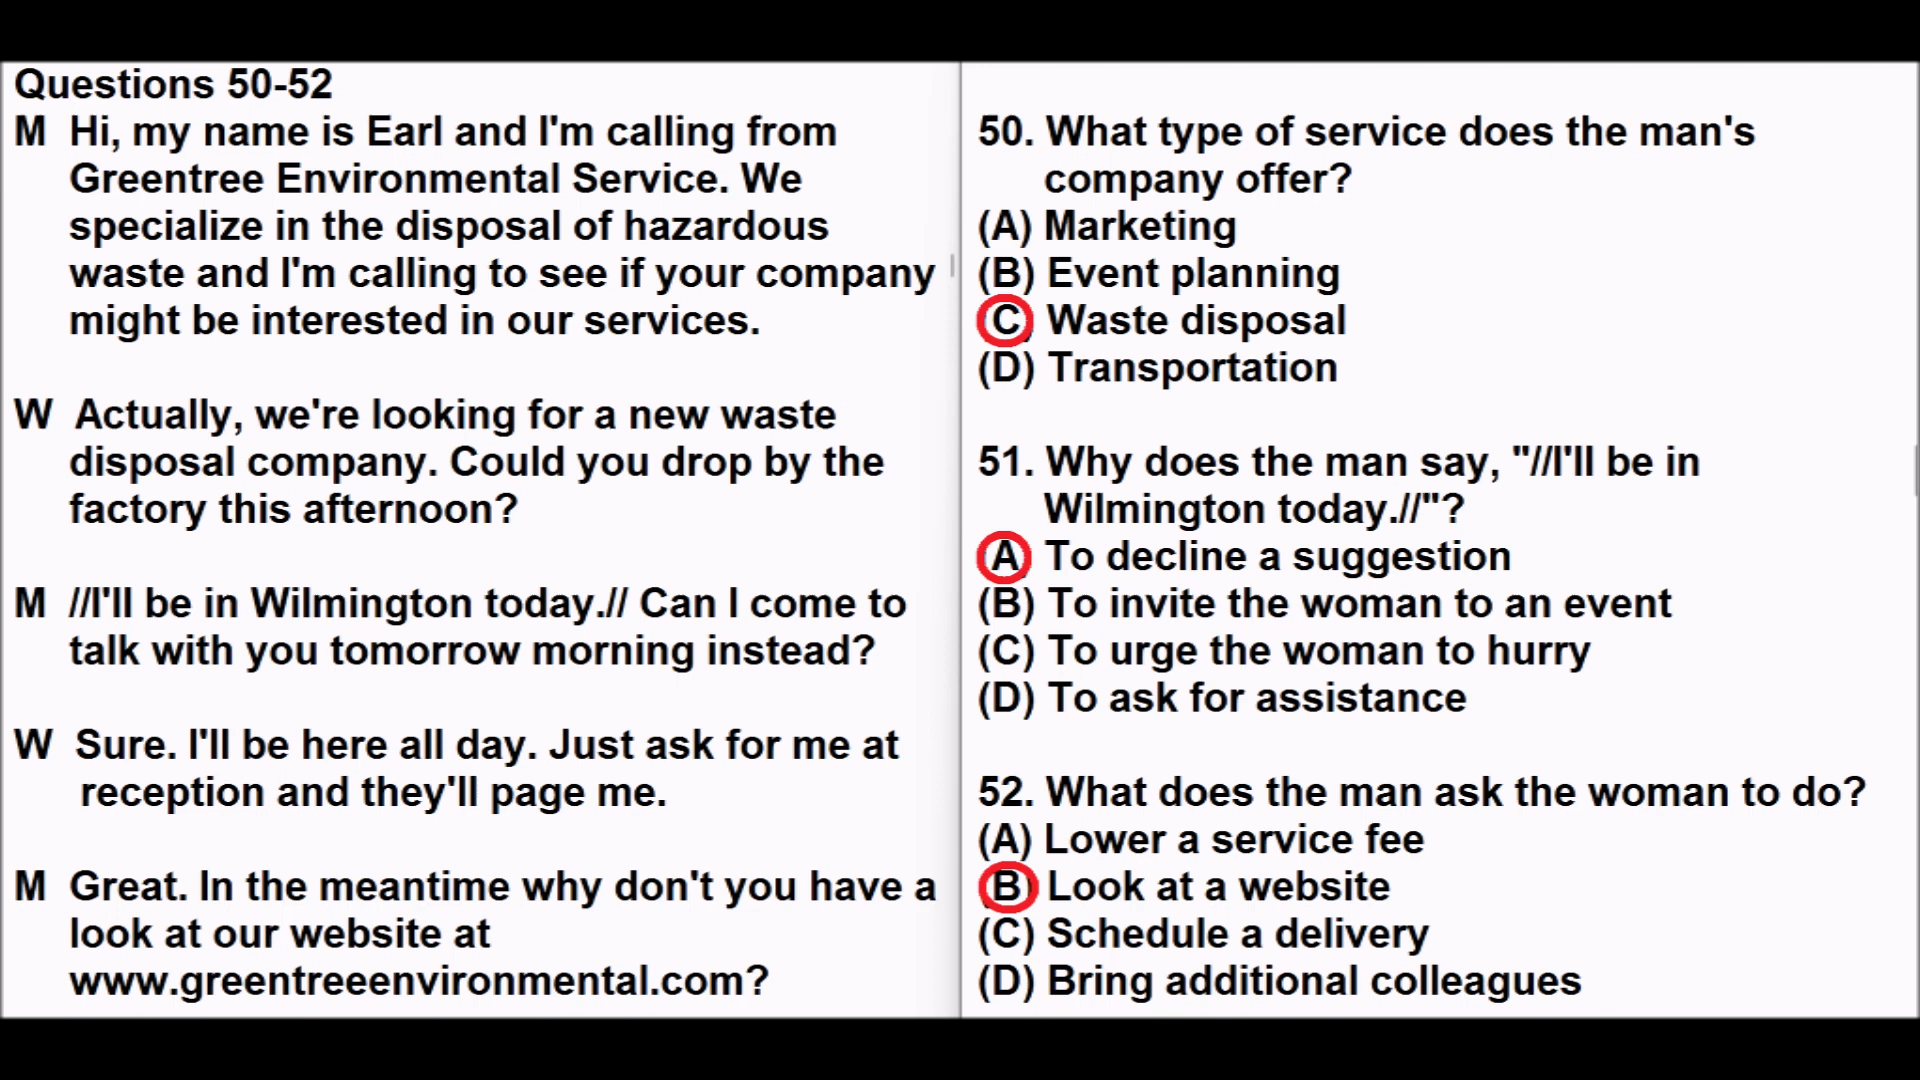 Questions 50-52
M Hi, my name is Earl and I'm calling from
Greentree Environmental Service. We
specialize in the disposal of hazardous
waste and I'm calling to see if your company
might be interested in our services.
W Actually, we're looking for a new waste
disposal company. Could you drop by the
factory this afternoon?
M //I'll be in Wilmington today.// Can I come to
talk with you tomorrow morning instead?
W Sure. I'll be here all day. Just ask for me at
reception and they'll page me.
M Great. In the meantime why don't you have a
look at our website at
www.greentreeenvironmental.com?
50. What type of service does the man's
company offer?
(A) Marketing
(B) Event planning
(C) Waste disposal
(D) Transportation
51. Why does the man say, "//I'll be in
Wilmington today.//"?
(A) To decline a suggestion
(B) To invite the woman to an event
(C) To urge the woman to hurry
(D) To ask for assistance
52. What does the man ask the woman to do?
(A) Lower a service fee
(B) Look at a website
(C) Schedule a delivery
(D) Bring additional colleagues